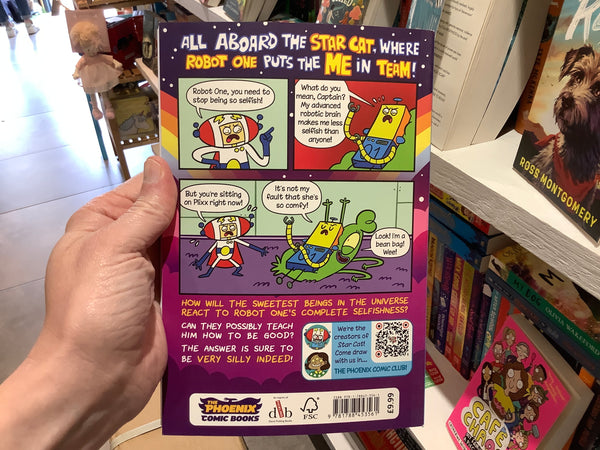 ALL ABOARD THE STAR CAT, WHERE
ROBOT ONE PUTS THE ME IN TEAM!
Robot One, you need to
stop being so selfish!
What do you
mean, Captain?
My advanced
robotic brain
makes me less
selfish than
anyone!
But you're sitting
on Plixx right now!
It's not my
fault that she's
so comfy!
Look! I'm a
bean bag!
Wee!
HOW WILL THE SWEETEST BEINGS IN THE UNIVERSE
REACT TO ROBOT ONE'S COMPLETE SELFISHNESS?
CAN THEY POSSIBLY TEACH
HIM HOW TO BE GOOD?
THE ANSWER IS SURE TO
BE VERY SILLY INDEED!
We're the
creators of
Star Cat!
Come draw
with us in...
THE PHOENIX COMIC CLUB!
THE
PHOENIX
COMIC BOOKS
dfb
FSC
£9.99
ROSS MONTGOMERY
CAFE